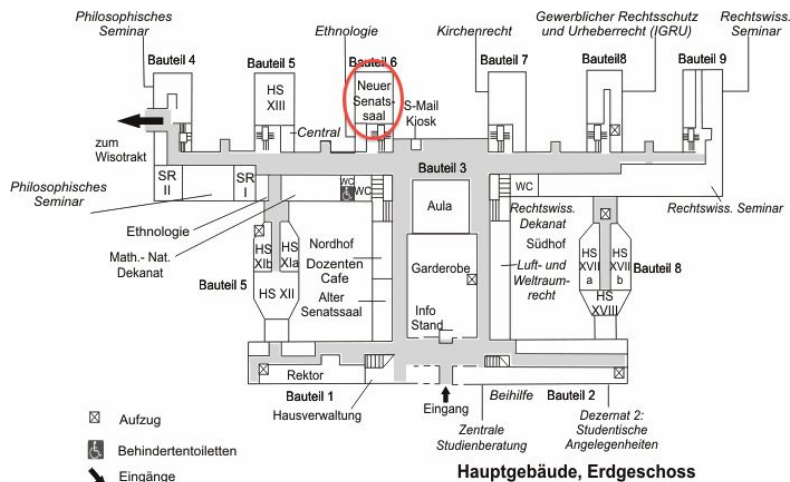 Philosophisches
Seminar
Bauteil 4
Bauteil 5
Ethnologie
Bauteil 6
Kirchenrecht
Bauteil 7
Gewerblicher Rechtsschutz
und Urheberrecht (IGRU)
Bauteil8
Rechtswiss.
Seminar
Bauteil 9
HS
XIII
Neuer
Senats-
saal
S-Mail
Kiosk
Central
zum
Wisotrakt
Bauteil 3
SR
II
SR
I
WC
WC
WC
Philosophisches
Seminar
Ethnologie
Math.- Nat.
Dekanat
Aula
Rechtswiss.
Dekanat
Rechtswiss. Seminar
HS
XIb
HS
XIa
Nordhof
Dozenten
Cafe
Alter
Senatssaal
Garderobe
Südhof
Luft- und
Weltraum-
recht
HS
XVII
a
HS
XVII
b
Bauteil 8
Bauteil 5
HS XII
HS
XVIII
Info
Stand
Rektor
Bauteil 1
Hausverwaltung
Eingang
Beihilfe
Bauteil 2
Zentrale
Studienberatung
Dezernat 2:
Studentische
Angelegenheiten
Aufzug
Behindertentoiletten
Eingänge
Hauptgebäude, Erdgeschoss